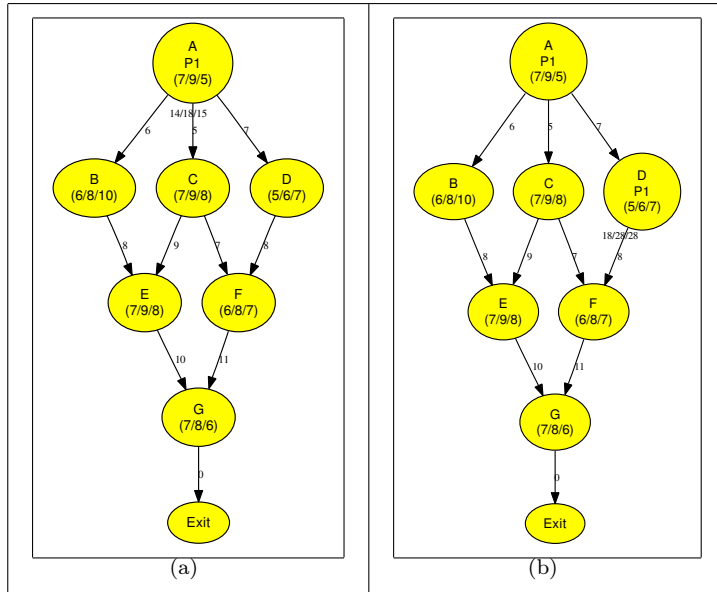 A
P1
(7/9/5)
14/18/15
6
5
7
B
(6/8/10)
C
(7/9/8)
D
(5/6/7)
8
9
7
8
E
(7/9/8)
F
(6/8/7)
10
11
G
(7/8/6)
0
Exit
(a)
A
P1
(7/9/5)
6
5
7
B
(6/8/10)
C
(7/9/8)
D
P1
(5/6/7)
18/28/28
8
9
7
8
E
(7/9/8)
F
(6/8/7)
10
11
G
(7/8/6)
0
Exit
(b)